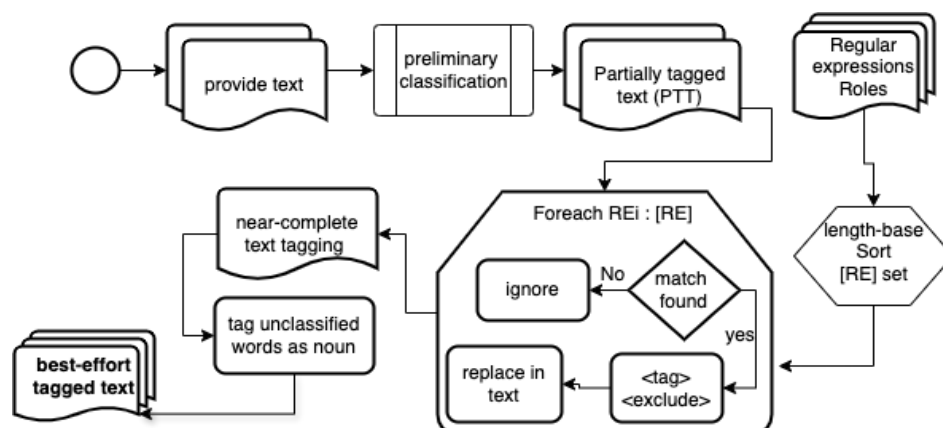 provide text
preliminary
classification
Partially tagged
text (PTT)
Regular
expressions
Roles
length-base
Sort
[RE] set
Foreach REi : [RE]
match
found
No
ignore
yes
<tag>
<exclude>
replace in
text
near-complete
text tagging
tag unclassified
words as noun
best-effort
tagged text